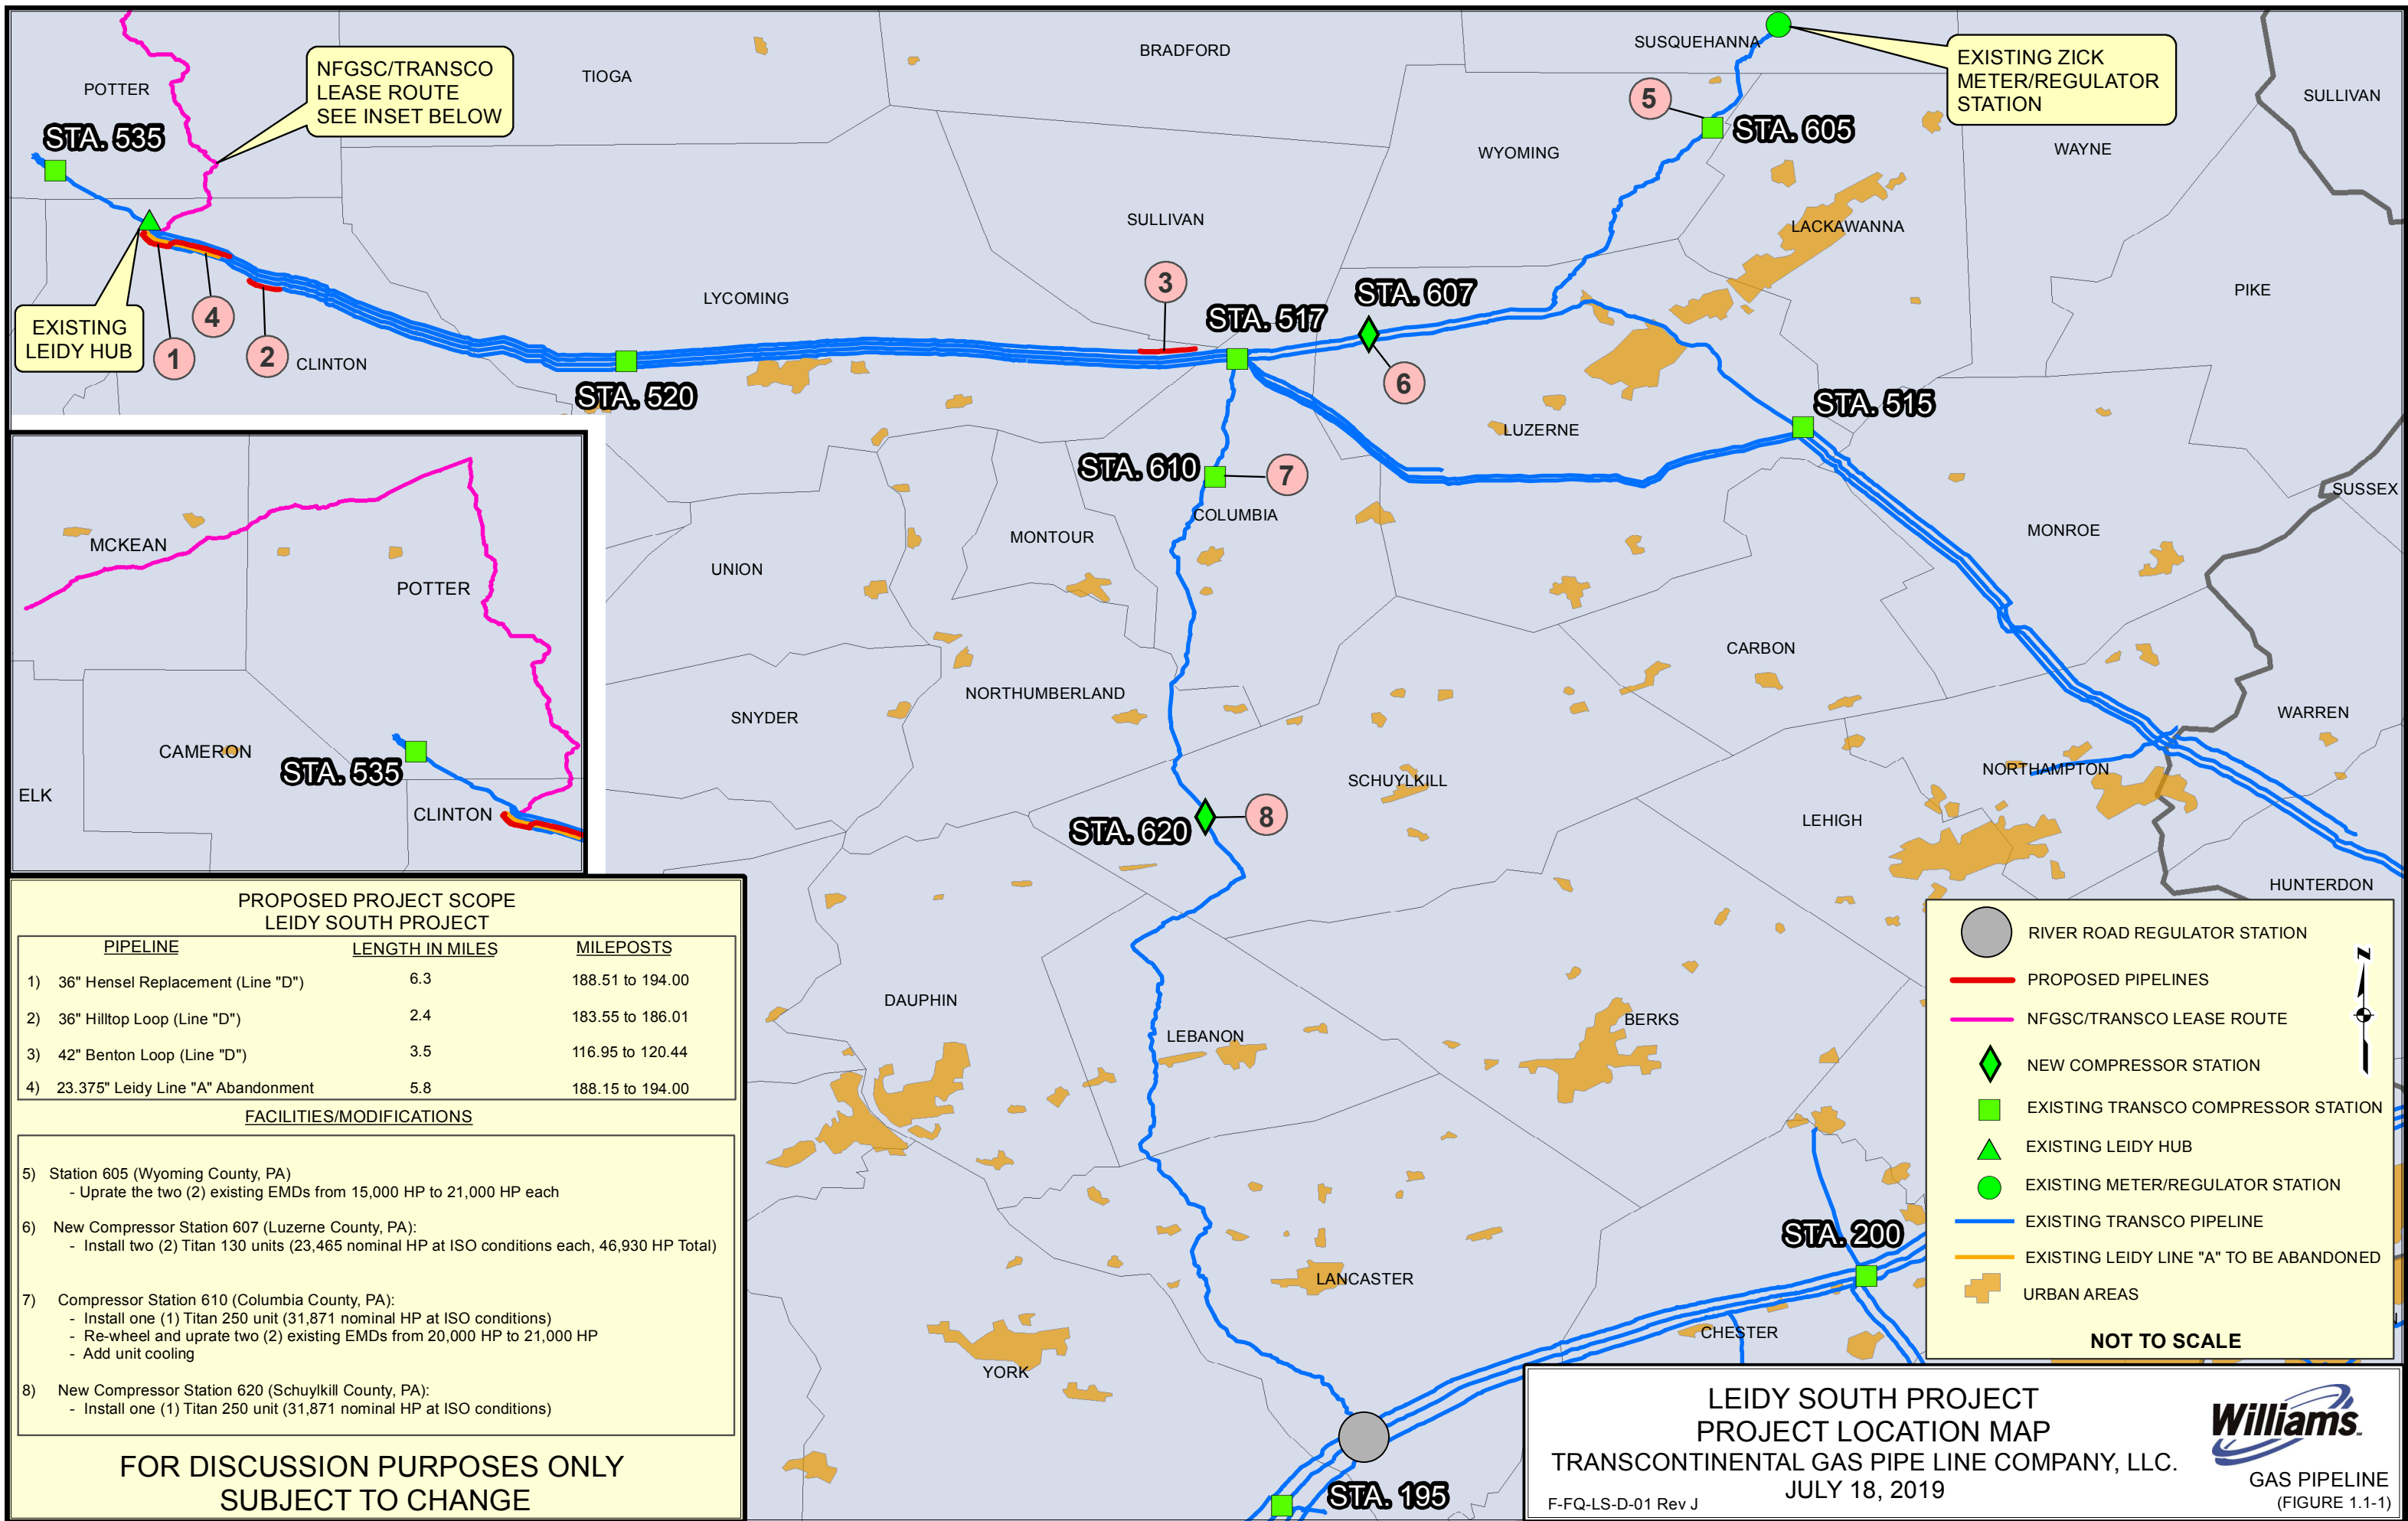 POTTER
NFGSC/TRANSCO
LEASE ROUTE
SEE INSET BELOW
TIOGA
BRADFORD
SUSQUEHANNA
EXISTING ZICK
METER/REGULATOR
STATION
SULLIVAN
STA. 535
5
STA. 605
WYOMING
WAYNE
SULLIVAN
LACKAWANNA
EXISTING
LEIDY HUB
1
4
2
CLINTON
LYCOMING
3
STA. 517
STA. 607
6
PIKE
STA. 520
STA. 515
LUZERNE
STA. 610
7
COLUMBIA
SUSSEX
MONROE
MONTOUR
UNION
CARBON
NORTHUMBERLAND
SNYDER
WARREN
NORTHAMPTON
SCHUYLKILL
STA. 620
8
LEHIGH
HUNTERDON
DAUPHIN
LEBANON
BERKS
STA. 200
LANCASTER
CHESTER
YORK
STA. 195
MCKEAN
POTTER
CAMERON
STA. 535
ELK
CLINTON
PROPOSED PROJECT SCOPE
LEIDY SOUTH PROJECT
PIPELINE LENGTH IN MILES MILEPOSTS
1) 36" Hensel Replacement (Line "D") 6.3 188.51 to 194.00
2) 36" Hilltop Loop (Line "D") 2.4 183.55 to 186.01
3) 42" Benton Loop (Line "D") 3.5 116.95 to 120.44
4) 23.375" Leidy Line "A" Abandonment 5.8 188.15 to 194.00
FACILITIES/MODIFICATIONS
5) Station 605 (Wyoming County, PA)
- Uprate the two (2) existing EMDs from 15,000 HP to 21,000 HP each
6) New Compressor Station 607 (Luzerne County, PA):
- Install two (2) Titan 130 units (23,465 nominal HP at ISO conditions each, 46,930 HP Total)
7) Compressor Station 610 (Columbia County, PA):
- Install one (1) Titan 250 unit (31,871 nominal HP at ISO conditions)
- Re-wheel and uprate two (2) existing EMDs from 20,000 HP to 21,000 HP
- Add unit cooling
8) New Compressor Station 620 (Schuylkill County, PA):
- Install one (1) Titan 250 unit (31,871 nominal HP at ISO conditions)
FOR DISCUSSION PURPOSES ONLY
SUBJECT TO CHANGE
RIVER ROAD REGULATOR STATION
PROPOSED PIPELINES
NFGSC/TRANSCO LEASE ROUTE
NEW COMPRESSOR STATION
EXISTING TRANSCO COMPRESSOR STATION
EXISTING LEIDY HUB
EXISTING METER/REGULATOR STATION
EXISTING TRANSCO PIPELINE
EXISTING LEIDY LINE "A" TO BE ABANDONED
URBAN AREAS
N
NOT TO SCALE
LEIDY SOUTH PROJECT
PROJECT LOCATION MAP
TRANSCONTINENTAL GAS PIPE LINE COMPANY, LLC.
JULY 18, 2019
F-FQ-LS-D-01 Rev J
Williams
GAS PIPELINE
(FIGURE 1.1-1)